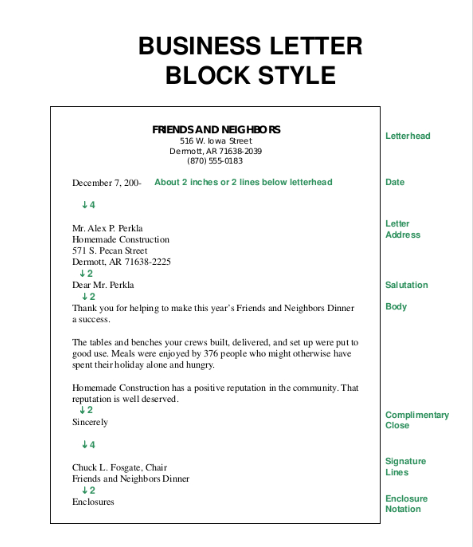 BUSINESS LETTER
BLOCK STYLE
FRIENDS AND NEIGHBORS
516 W. Iowa Street
Dermott, AR 71638-2039
(870) 555-0183
Letterhead
December 7, 200- About 2 inches or 2 lines below letterhead
Date
↓4
Mr. Alex P. Perkla
Homemade Construction
571 S. Pecan Street
Dermott, AR 71638-2225
Letter
Address
↓2
Dear Mr. Perkla
Salutation
↓2
Thank you for helping to make this year's Friends and Neighbors Dinner
a success.
Body
The tables and benches your crews built, delivered, and set up were put to
good use. Meals were enjoyed by 376 people who might otherwise have
spent their holiday alone and hungry.
Homemade Construction has a positive reputation in the community. That
reputation is well deserved.
↓2
Sincerely
Complimentary
Close
↓4
Chuck L. Fosgate, Chair
Friends and Neighbors Dinner
Signature
Lines
↓2
Enclosures
Enclosure
Notation